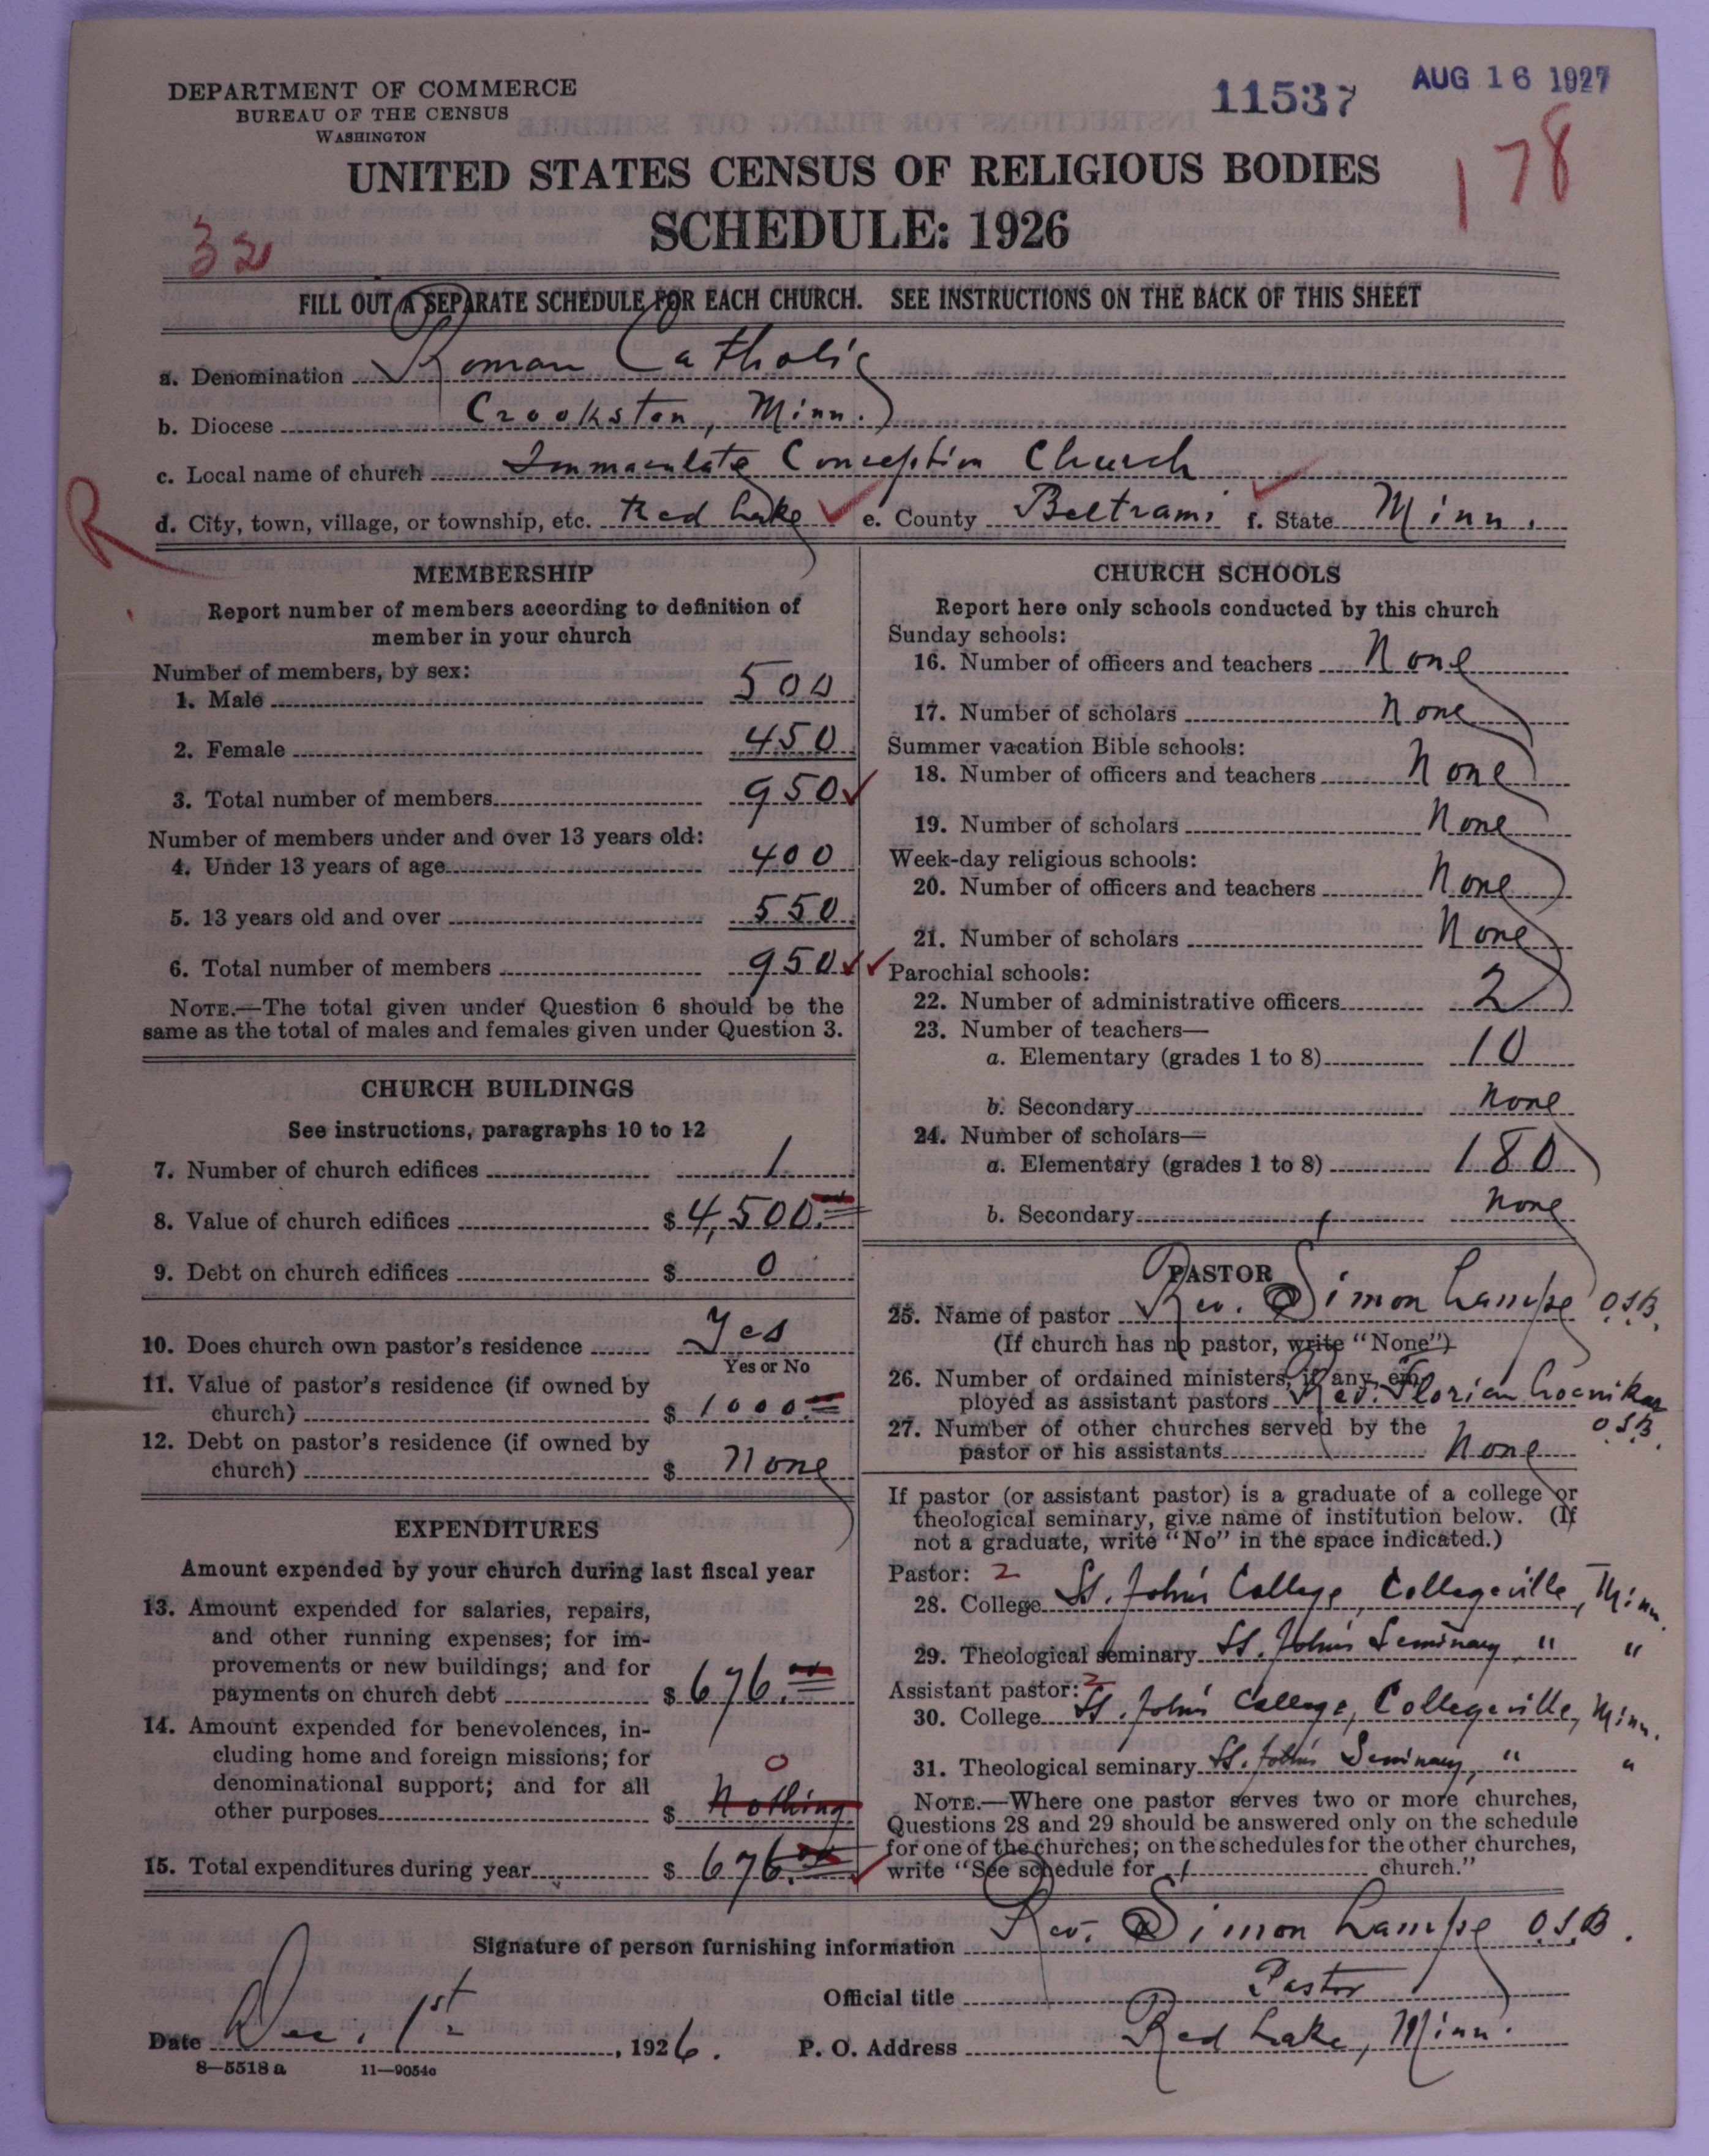 DEPARTMENT OF COMMERCE
BUREAU OF THE CENSUS
WASHINGTON
11537
AUG 16 1927
UNITED STATES CENSUS OF RELIGIOUS BODIES
178
SCHEDULE: 1926
32
FILL OUT A SEPARATE SCHEDULE FOR EACH CHURCH. SEE INSTRUCTIONS ON THE BACK OF THIS SHEET
a. Denomination Roman Catholic
b. Diocese Crookston, Minn.
c. Local name of church Immaculate Conception Church
R
d. City, town, village, or township, etc. Red Lake e. County Beltrami f. State Minn.
MEMBERSHIP
Report number of members according to definition of
member in your church
Number of members, by sex:
1. Male 500
2. Female 450
3. Total number of members 950
Number of members under and over 13 years old:
4. Under 13 years of age 400
5. 13 years old and over 550
6. Total number of members 950
NOTE.—The total given under Question 6 should be the
same as the total of males and females given under Question 3.
CHURCH BUILDINGS
See instructions, paragraphs 10 to 12
7. Number of church edifices 1
8. Value of church edifices $ 4,500.00
9. Debt on church edifices $ 0
10. Does church own pastor's residence Yes
Yes or No
11. Value of pastor's residence (if owned by
church) $ 1000.00
12. Debt on pastor's residence (if owned by
church) $ None
EXPENDITURES
Amount expended by your church during last fiscal year
13. Amount expended for salaries, repairs,
and other running expenses; for im-
provements or new buildings; and for
payments on church debt $ 676.00
14. Amount expended for benevolences, in-
cluding home and foreign missions; for
denominational support; and for all
0
other purposes $ Nothing
15. Total expenditures during year $ 676.00
CHURCH SCHOOLS
Report here only schools conducted by this church
Sunday schools:
16. Number of officers and teachers None
17. Number of scholars None
Summer vacation Bible schools:
18. Number of officers and teachers None
19. Number of scholars None
Week-day religious schools:
20. Number of officers and teachers None
21. Number of scholars None
Parochial schools:
22. Number of administrative officers 2
23. Number of teachers—
a. Elementary (grades 1 to 8) 10
b. Secondary None
24. Number of scholars—
a. Elementary (grades 1 to 8) 180
b. Secondary None
PASTOR
25. Name of pastor Rev. Simon Lampe O.S.B.
(If church has no pastor, write "None")
26. Number of ordained ministers, if any, em-
ployed as assistant pastors Rev. Florian Locnikar
O.S.B.
27. Number of other churches served by the
pastor or his assistants None
If pastor (or assistant pastor) is a graduate of a college or
theological seminary, give name of institution below. (If
not a graduate, write "No" in the space indicated.)
Pastor: 2
28. College St. John's College, Collegeville, Minn.
29. Theological seminary St. John's Seminary, " "
Assistant pastor: 2
30. College St. John's College, Collegeville, Minn.
31. Theological seminary St. John's Seminary, " "
NOTE.—Where one pastor serves two or more churches,
Questions 28 and 29 should be answered only on the schedule
for one of the churches; on the schedules for the other churches,
write "See schedule for church."
Signature of person furnishing information Rev. Simon Lampe O.S.B.
Official title Pastor
Date Dec. 1st, 1926. P. O. Address Red Lake, Minn.
8—5518 a 11—9054c